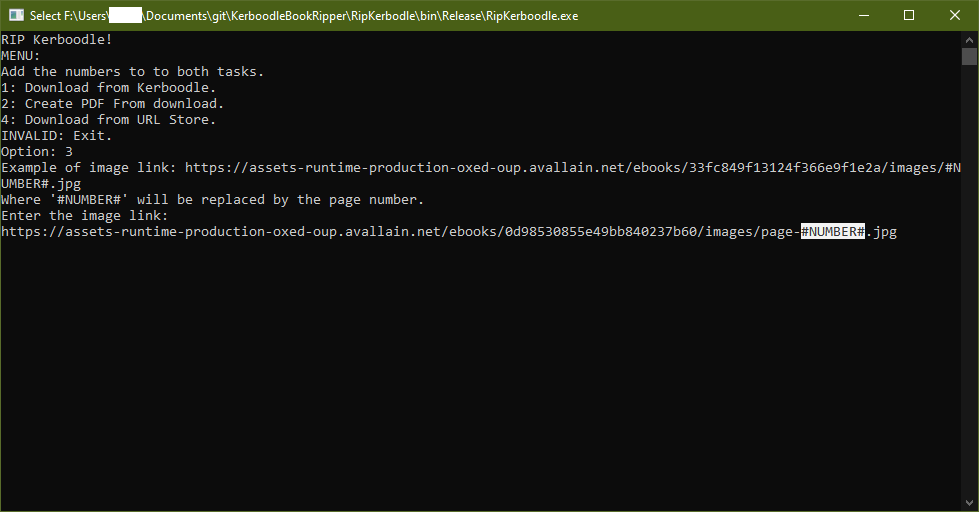 Select F:\Users\ \Documents\git\KerboodleBookRipper\RipKerbodle\bin\Release\RipKerboodle.exe
RIP Kerboodle!
MENU:
Add the numbers to to both tasks.
1: Download from Kerboodle.
2: Create PDF From download.
4: Download from URL Store.
INVALID: Exit.
Option: 3
Example of image link: https://assets-runtime-production-oxed-oup.avallain.net/ebooks/33fc849f13124f366e9f1e2a/images/#N
UMBER#.jpg
Where '#NUMBER#' will be replaced by the page number.
Enter the image link:
https://assets-runtime-production-oxed-oup.avallain.net/ebooks/0d98530855e49bb840237b60/images/page-#NUMBER#.jpg